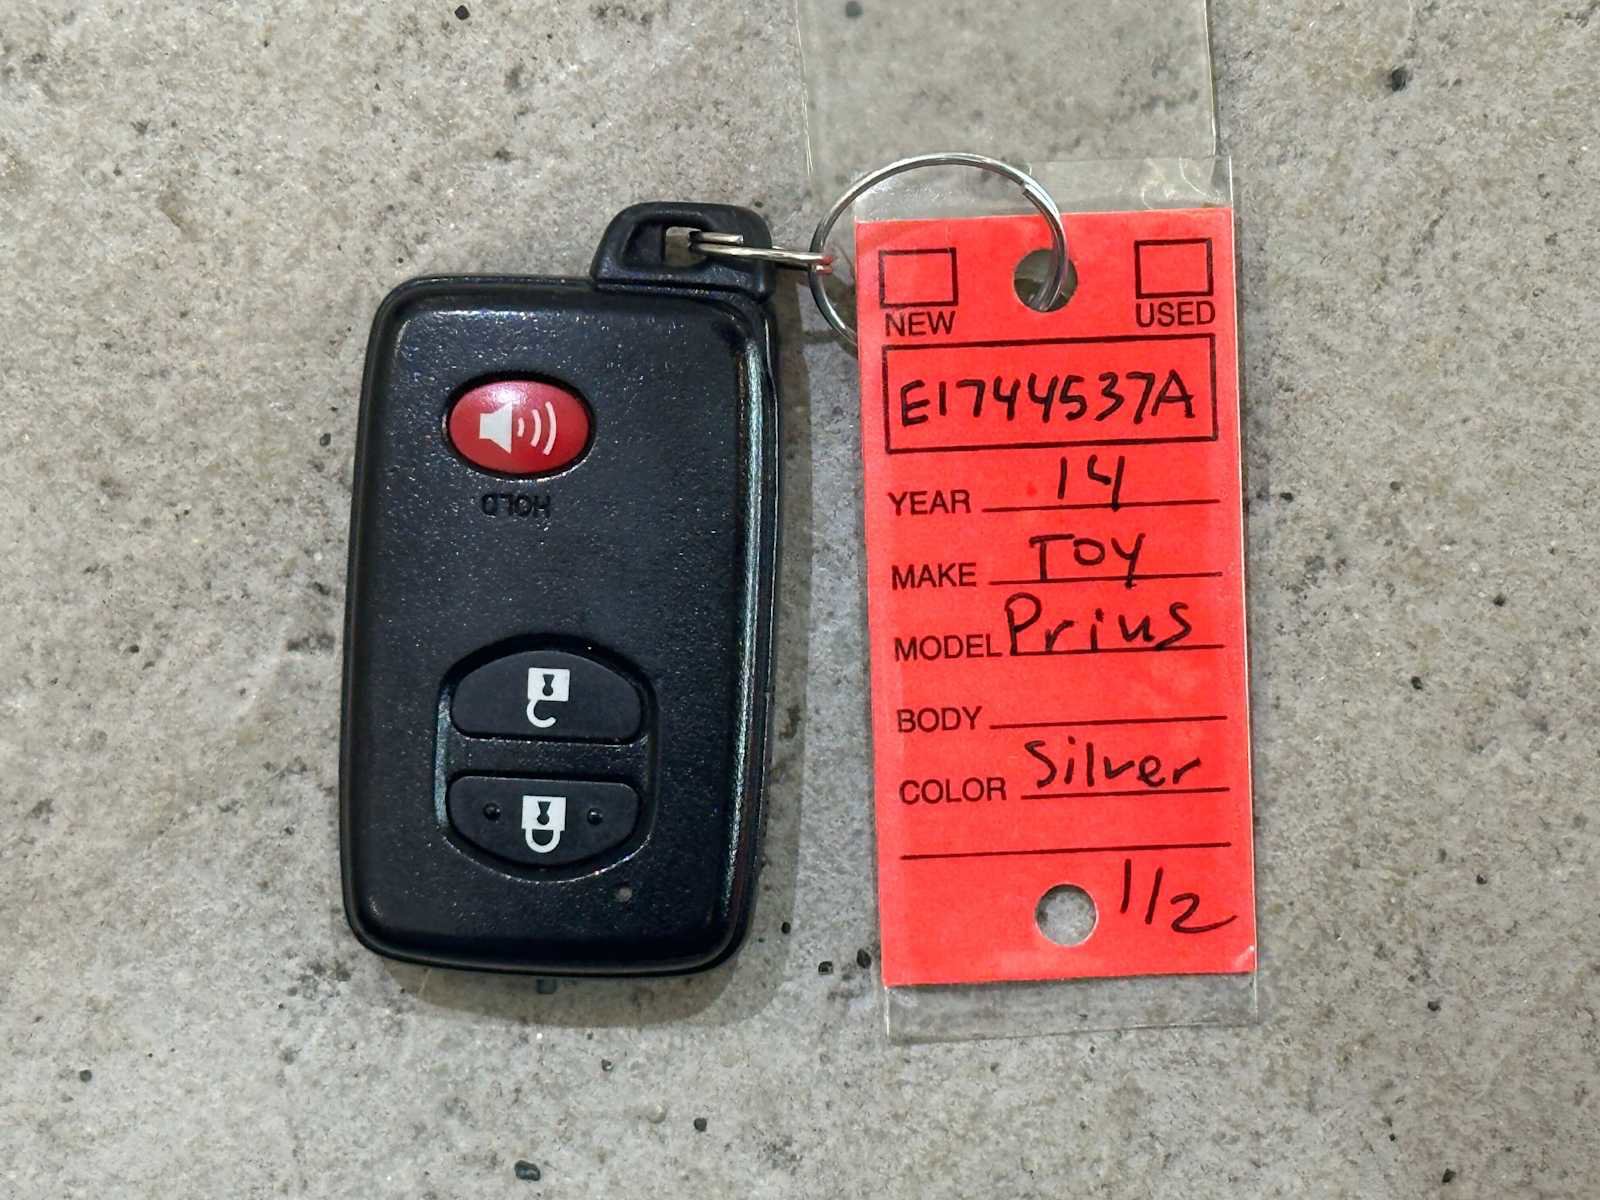 HOLD
NEW USED
E1744537A
YEAR 14
MAKE TOY
MODEL Prius
BODY
COLOR Silver
1/2